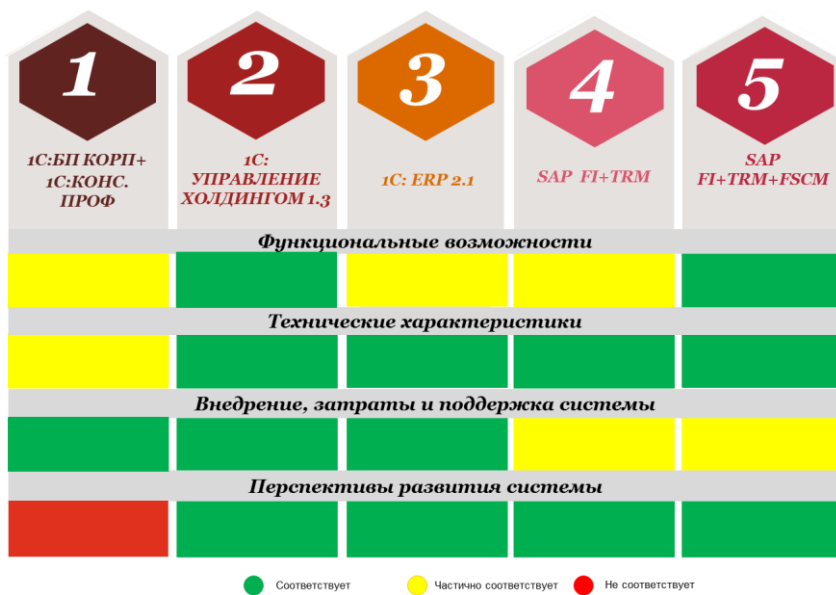 1
2
3
4
5
1С:БП КОРП+
1С:КОНС.
ПРОФ
1С:
УПРАВЛЕНИЕ
ХОЛДИНГОМ 1.3
1С: ERP 2.1
SAP FI+TRM
SAP
FI+TRM+FSCM
Функциональные возможности
Технические характеристики
Внедрение, затраты и поддержка системы
Перспективы развития системы
Соответствует
Частично соответствует
Не соответствует